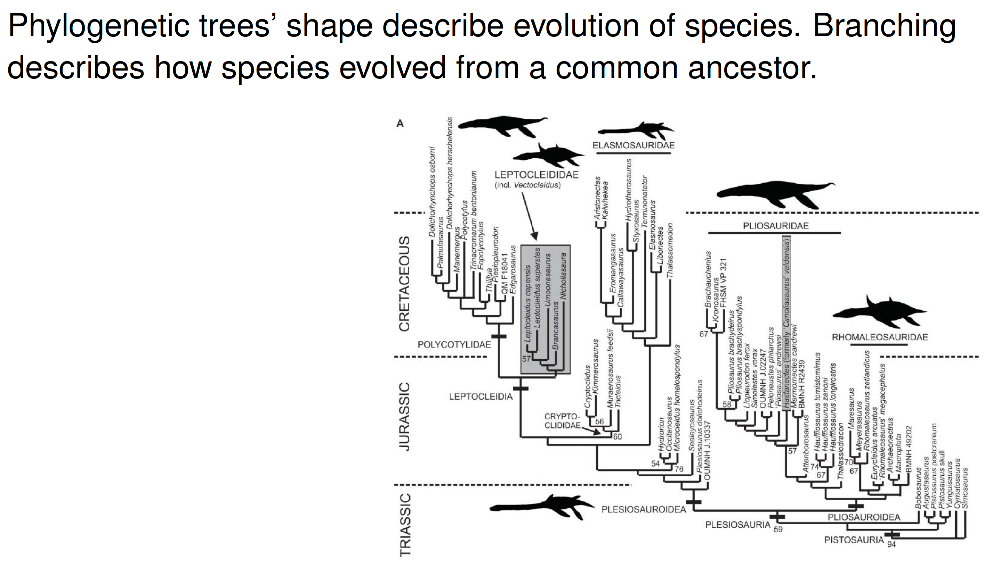 Phylogenetic trees’ shape describe evolution of species. Branching
describes how species evolved from a common ancestor.
A
CRETACEOUS
JURASSIC
TRIASSIC
Dolichorhynchops osborni
Palmulasaurus
Dolichorhynchops herschelensis
Manemergus
Polycotylus
Trinacromerum bentonianum
Eopolycotylus
Thililua
Plesiopleurodon
QM F18041
Edgarosaurus
POLYCOTYLIDAE
LEPTOCLEIDIDAE
(incl. Vectocleidus)
Leptocleidus capensis
Leptocleidus superstes
Umoonasaurus
Brancasaurus
Nicholssaura
57
LEPTOCLEIDIA
ELASMOSAURIDAE
Aristonectes
Kaiwhekea
Eromangasaurus
Callawayasaurus
Hydrotherosaurus
Styxosaurus
Terminonatator
Elasmosaurus
Libonectes
Thalassomedon
Cryptoclidus
Kimmerosaurus
Muraenosaurus leedsii
Tricleidus
56
CRYPTO-
CLIDIDAE
60
Hydrorion
Occitanosaurus
Microcleidus homalospondylus
Seeleyosaurus
Plesiosaurus dolichodeirus
OUMNH J.10337
54
76
PLESIOSAUROIDEA
PLIOSAURIDAE
Brachauchenius
Kronosaurus
FHSM VP 321
67
Pliosaurus brachydeirus
Pliosaurus brachyspondylus
58
Liopleurodon ferox
Simolestes vorax
OUMNH J.02247
Peloneustes philarchus
'Pliosaurus' andrewsi
Hastanectes (formerly 'Cimoliasaurus' valdensis)
Marmornectes candrewi
BMNH R2439
57
Attenborosaurus
Hauffiosaurus tomistomimus
Hauffiosaurus zanoni
Hauffiosaurus longirostris
74
67
Thalassiodracon
RHOMALEOSAURIDAE
Maresaurus
Meyerasaurus
Rhomaleosaurus zetlandicus
70
67
Eurycleidus arcuatus
'Rhomaleosaurus' megacephalus
Archaeonectrus
Macroplata
BMNH 49202
PLIOSAUROIDEA
PLESIOSAURIA
59
Bobosaurus
Augustasaurus
Pistosaurus postcranium
Pistosaurus skull
Yunguisaurus
Cymatosaurus
Simosaurus
PISTOSAURIA
94